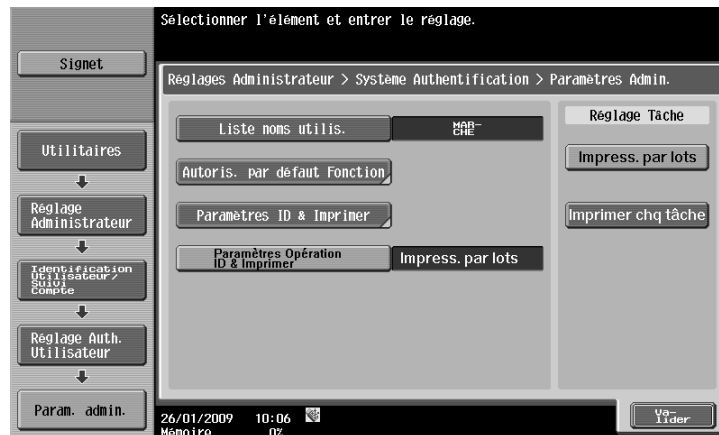 Sélectionner l'élément et entrer le réglage.
Signet
Réglages Administrateur > Système Authentification > Paramètres Admin.
Utilitaires
Réglage
Administrateur
Identification
Utilisateur/
Suivi
Compte
Réglage Auth.
Utilisateur
Param. admin.
Liste noms utilis.
MAR-
CHE
Autoris. par défaut Fonction
Paramètres ID & Imprimer
Paramètres Opération
ID & Imprimer
Impress. par lots
Réglage Tâche
Impress. par lots
Imprimer chq tâche
26/01/2009 10:06
Mémoire 0%
Va-
lider